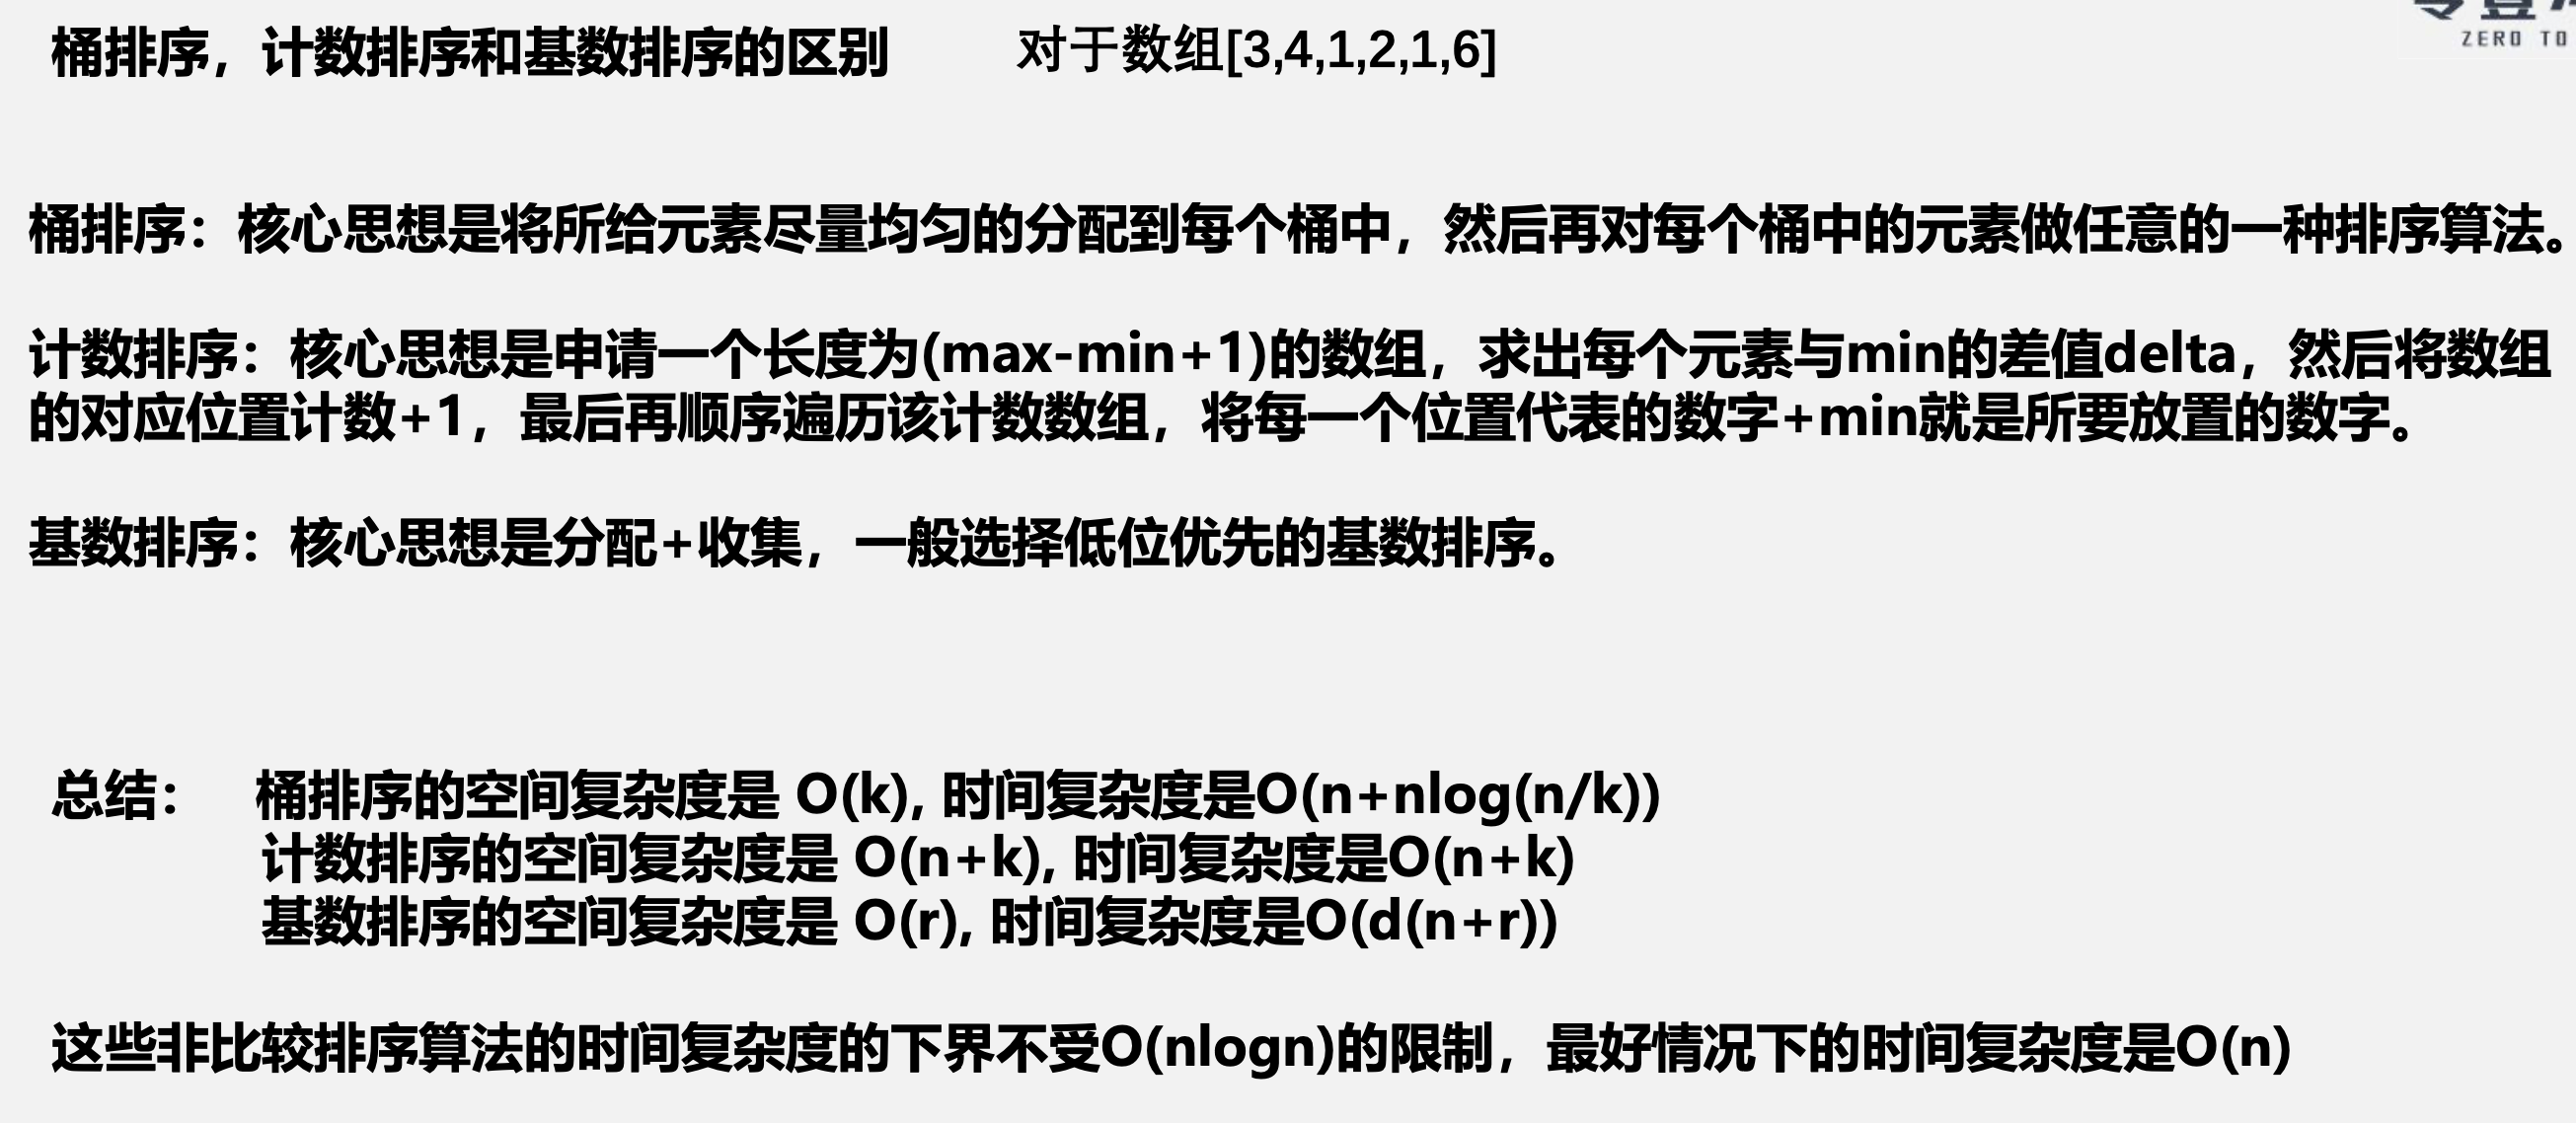 桶排序，计数排序和基数排序的区别 对于数组[3,4,1,2,1,6]
ZERO TO
桶排序：核心思想是将所给元素尽量均匀的分配到每个桶中，然后再对每个桶中的元素做任意的一种排序算法。
计数排序：核心思想是申请一个长度为(max-min+1)的数组，求出每个元素与min的差值delta，然后将数组
的对应位置计数+1，最后再顺序遍历该计数数组，将每一个位置代表的数字+min就是所要放置的数字。
基数排序：核心思想是分配+收集，一般选择低位优先的基数排序。
总结： 桶排序的空间复杂度是 O(k), 时间复杂度是O(n+nlog(n/k))
计数排序的空间复杂度是 O(n+k), 时间复杂度是O(n+k)
基数排序的空间复杂度是 O(r), 时间复杂度是O(d(n+r))
这些非比较排序算法的时间复杂度的下界不受O(nlogn)的限制，最好情况下的时间复杂度是O(n)